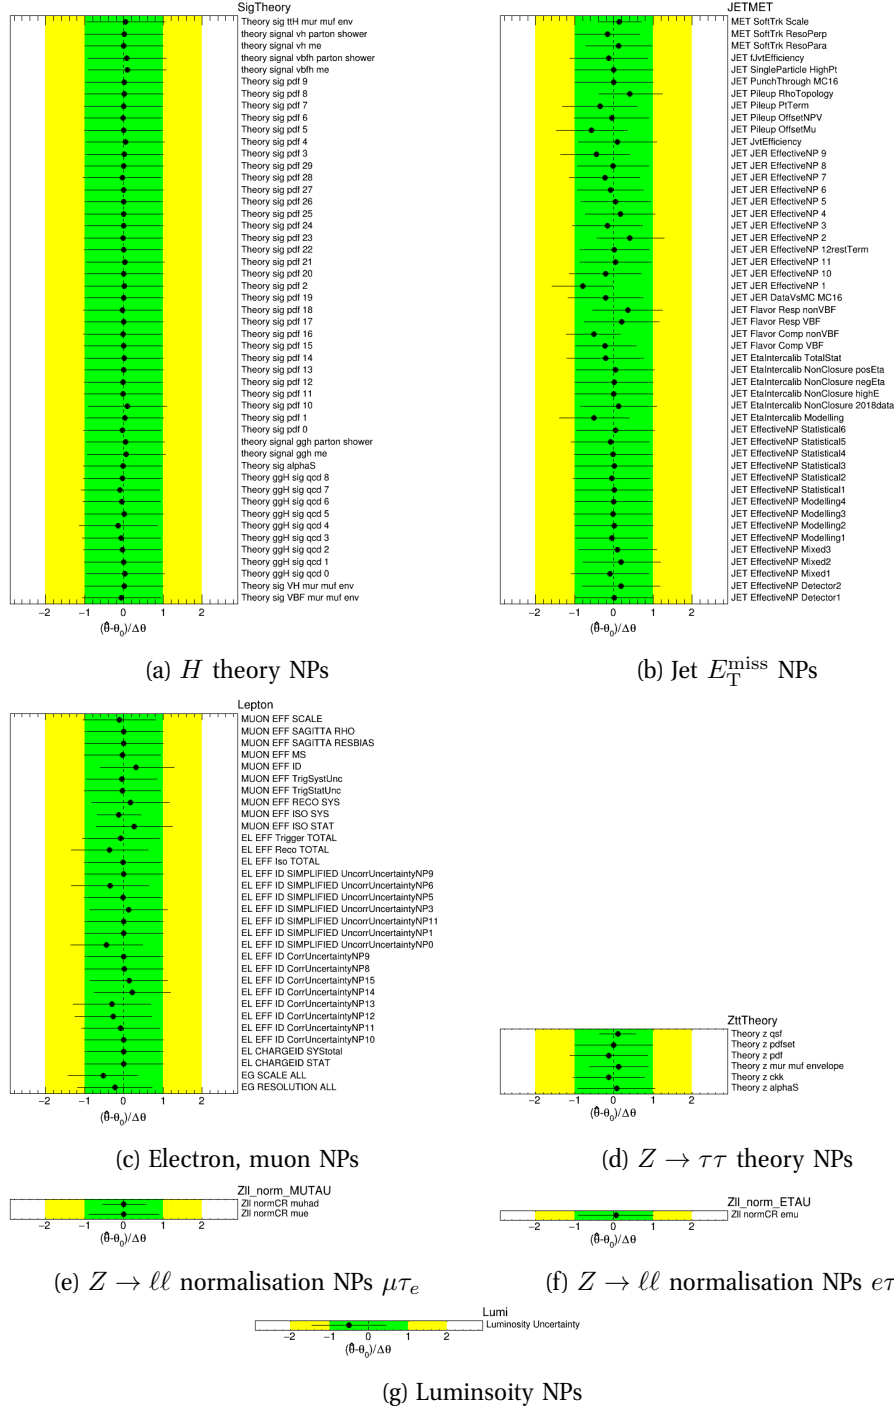 SigTheory
Theory sig ttH mur muf env
theory signal vh parton shower
theory signal vh me
theory signal vbfh parton shower
theory signal vbfh me
Theory sig pdf 9
Theory sig pdf 8
Theory sig pdf 7
Theory sig pdf 6
Theory sig pdf 5
Theory sig pdf 4
Theory sig pdf 3
Theory sig pdf 29
Theory sig pdf 28
Theory sig pdf 27
Theory sig pdf 26
Theory sig pdf 25
Theory sig pdf 24
Theory sig pdf 23
Theory sig pdf 22
Theory sig pdf 21
Theory sig pdf 20
Theory sig pdf 2
Theory sig pdf 19
Theory sig pdf 18
Theory sig pdf 17
Theory sig pdf 16
Theory sig pdf 15
Theory sig pdf 14
Theory sig pdf 13
Theory sig pdf 12
Theory sig pdf 11
Theory sig pdf 10
Theory sig pdf 1
Theory sig pdf 0
theory signal ggh parton shower
theory signal ggh me
Theory sig alphaS
Theory ggH sig qcd 8
Theory ggH sig qcd 7
Theory ggH sig qcd 6
Theory ggH sig qcd 5
Theory ggH sig qcd 4
Theory ggH sig qcd 3
Theory ggH sig qcd 2
Theory ggH sig qcd 1
Theory ggH sig qcd 0
Theory sig VH mur muf env
Theory sig VBF mur muf env
−2 −1 0 1 2
(θ̂-θ₀)/Δθ
(a) H theory NPs
JETMET
MET SoftTrk Scale
MET SoftTrk ResoPerp
MET SoftTrk ResoPara
JET fJvtEfficiency
JET SingleParticle HighPt
JET PunchThrough MC16
JET Pileup RhoTopology
JET Pileup PtTerm
JET Pileup OffsetNPV
JET Pileup OffsetMu
JET JvtEfficiency
JET JER EffectiveNP 9
JET JER EffectiveNP 8
JET JER EffectiveNP 7
JET JER EffectiveNP 6
JET JER EffectiveNP 5
JET JER EffectiveNP 4
JET JER EffectiveNP 3
JET JER EffectiveNP 2
JET JER EffectiveNP 12restTerm
JET JER EffectiveNP 11
JET JER EffectiveNP 10
JET JER EffectiveNP 1
JET JER DataVsMC MC16
JET Flavor Resp nonVBF
JET Flavor Resp VBF
JET Flavor Comp nonVBF
JET Flavor Comp VBF
JET EtaIntercalib TotalStat
JET EtaIntercalib NonClosure posEta
JET EtaIntercalib NonClosure negEta
JET EtaIntercalib NonClosure highE
JET EtaIntercalib NonClosure 2018data
JET EtaIntercalib Modelling
JET EffectiveNP Statistical6
JET EffectiveNP Statistical5
JET EffectiveNP Statistical4
JET EffectiveNP Statistical3
JET EffectiveNP Statistical2
JET EffectiveNP Statistical1
JET EffectiveNP Modelling4
JET EffectiveNP Modelling3
JET EffectiveNP Modelling2
JET EffectiveNP Modelling1
JET EffectiveNP Mixed3
JET EffectiveNP Mixed2
JET EffectiveNP Mixed1
JET EffectiveNP Detector2
JET EffectiveNP Detector1
−2 −1 0 1 2
(θ̂-θ₀)/Δθ
(b) Jet E_T^miss NPs
Lepton
MUON EFF SCALE
MUON EFF SAGITTA RHO
MUON EFF SAGITTA RESBIAS
MUON EFF MS
MUON EFF ID
MUON EFF TrigSystUnc
MUON EFF TrigStatUnc
MUON EFF RECO SYS
MUON EFF ISO SYS
MUON EFF ISO STAT
EL EFF Trigger TOTAL
EL EFF Reco TOTAL
EL EFF Iso TOTAL
EL EFF ID SIMPLIFIED UncorrUncertaintyNP9
EL EFF ID SIMPLIFIED UncorrUncertaintyNP6
EL EFF ID SIMPLIFIED UncorrUncertaintyNP5
EL EFF ID SIMPLIFIED UncorrUncertaintyNP3
EL EFF ID SIMPLIFIED UncorrUncertaintyNP11
EL EFF ID SIMPLIFIED UncorrUncertaintyNP1
EL EFF ID SIMPLIFIED UncorrUncertaintyNP0
EL EFF ID CorrUncertaintyNP9
EL EFF ID CorrUncertaintyNP8
EL EFF ID CorrUncertaintyNP15
EL EFF ID CorrUncertaintyNP14
EL EFF ID CorrUncertaintyNP13
EL EFF ID CorrUncertaintyNP12
EL EFF ID CorrUncertaintyNP11
EL EFF ID CorrUncertaintyNP10
EL CHARGEID SYStotal
EL CHARGEID STAT
EG SCALE ALL
EG RESOLUTION ALL
−2 −1 0 1 2
(θ̂-θ₀)/Δθ
(c) Electron, muon NPs
ZttTheory
Theory z qsf
Theory z pdfset
Theory z pdf
Theory z mur muf envelope
Theory z ckk
Theory z alphaS
−2 −1 0 1 2
(θ̂-θ₀)/Δθ
(d) Z → ττ theory NPs
Zll_norm_MUTAU
Zll normCR muhad
Zll normCR mue
−2 −1 0 1 2
(θ̂-θ₀)/Δθ
(e) Z → ℓℓ normalisation NPs μτ_e
Zll_norm_ETAU
Zll normCR emu
−2 −1 0 1 2
(θ̂-θ₀)/Δθ
(f) Z → ℓℓ normalisation NPs eτ
Lumi
Luminosity Uncertainty
−2 −1 0 1 2
(θ̂-θ₀)/Δθ
(g) Luminsoity NPs